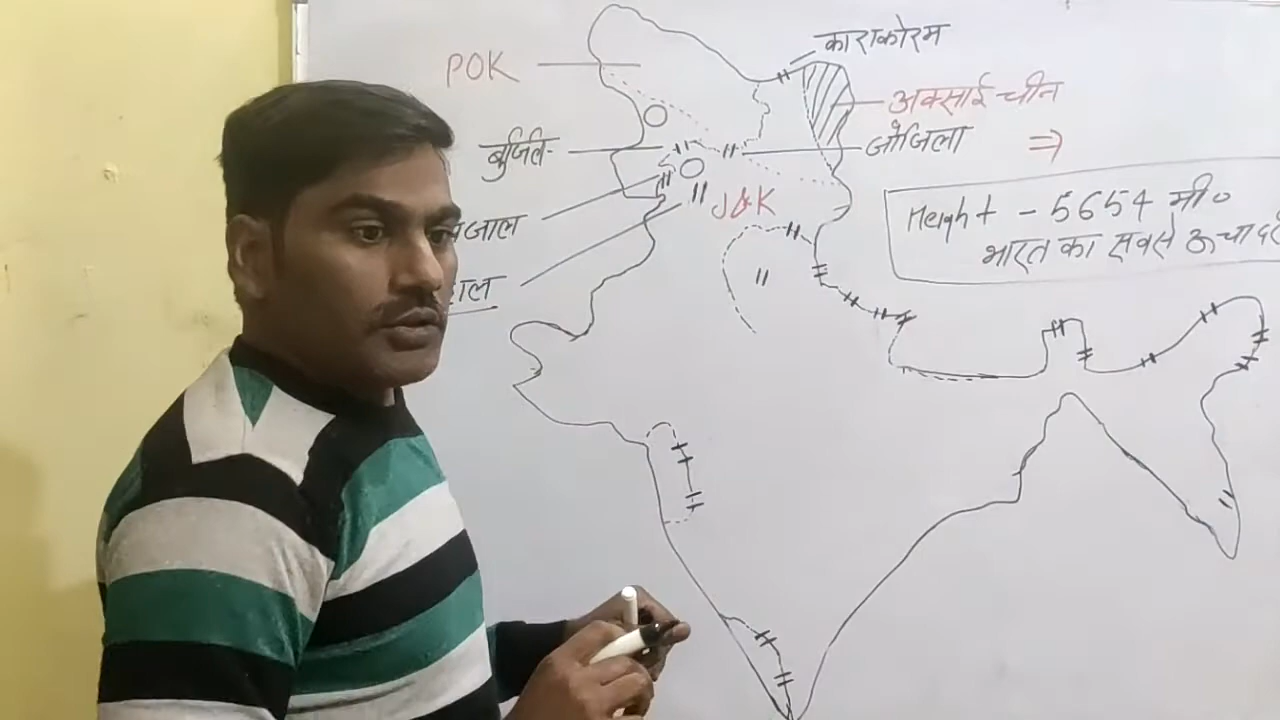 काराकोरम
POK
अक्साई चीन
बुर्जिल
जोजिला ⇒
J&K
Height - 5654 मी०
भारत का सबसे ऊंचा